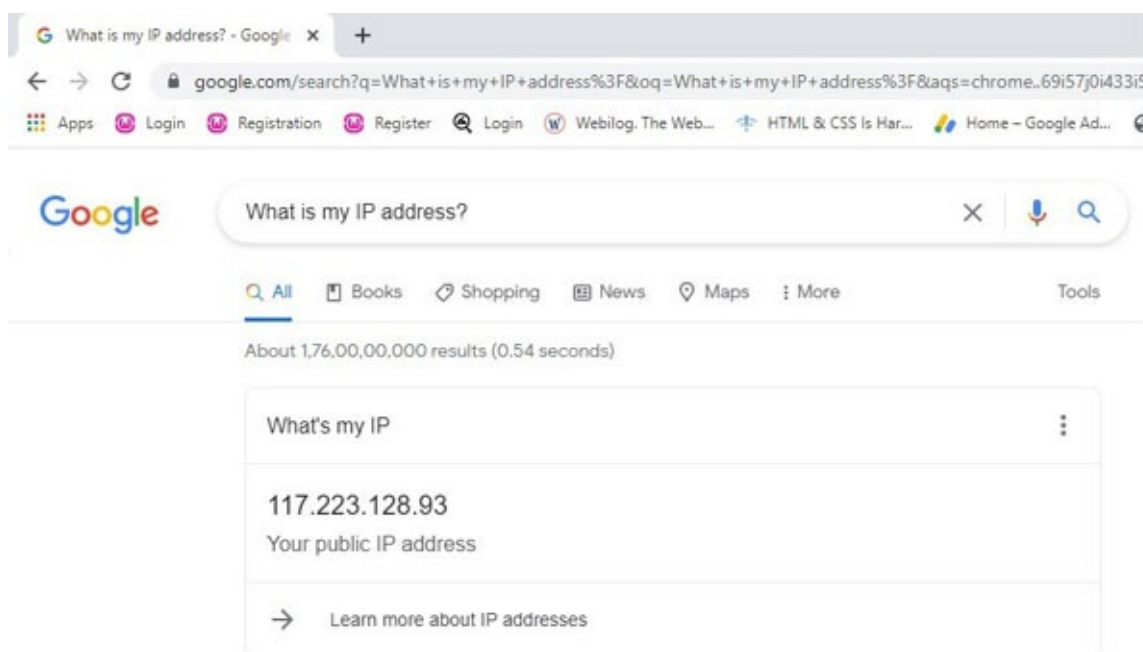 What is my IP address? - Google
google.com/search?q=What+is+my+IP+address%3F&oq=What+is+my+IP+address%3F&aqs=chrome..69i57j0i433i5
Apps Login Registration Register Login Webilog. The Web... HTML & CSS Is Har... Home – Google Ad...
Google What is my IP address?
All Books Shopping News Maps More Tools
About 1,76,00,00,000 results (0.54 seconds)
What's my IP
117.223.128.93
Your public IP address
Learn more about IP addresses